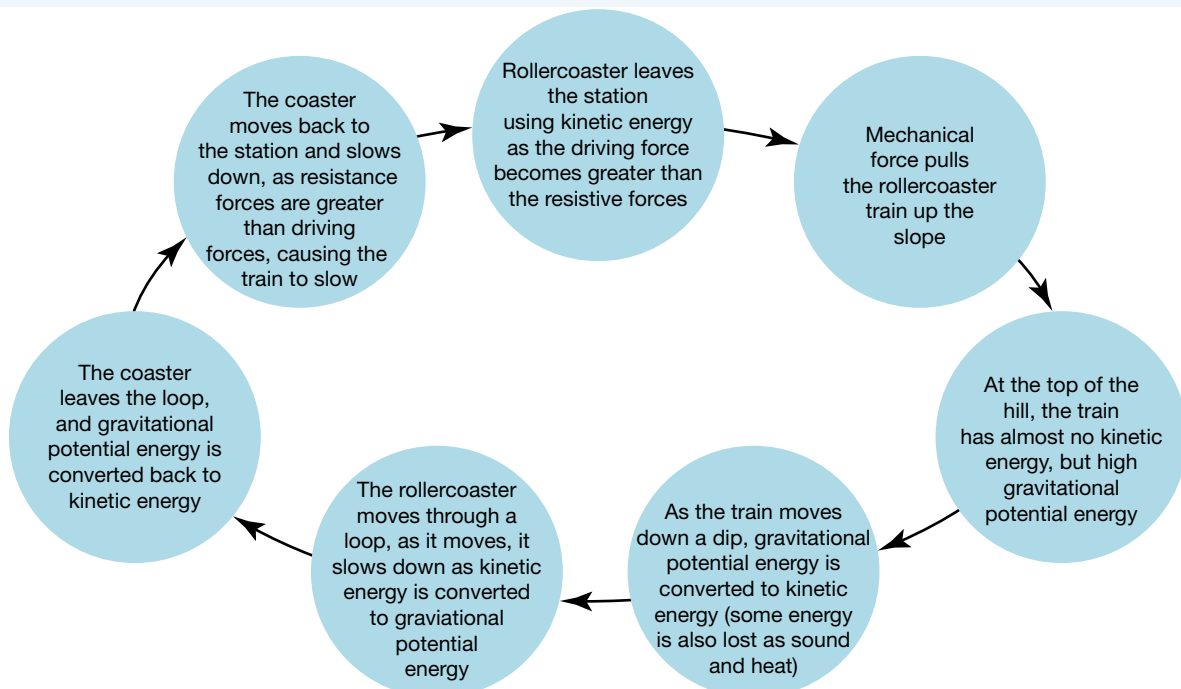 Rollercoaster leaves
the station
using kinetic energy
as the driving force
becomes greater than
the resistive forces
Mechanical
force pulls
the rollercoaster
train up the
slope
At the top of the
hill, the train
has almost no kinetic
energy, but high
gravitational
potential energy
As the train moves
down a dip, gravitational
potential energy is
converted to kinetic
energy (some energy
is also lost as sound
and heat)
The rollercoaster
moves through a
loop, as it moves, it
slows down as kinetic
energy is converted
to graviational
potential
energy
The coaster
leaves the loop,
and gravitational
potential energy is
converted back to
kinetic energy
The coaster
moves back to
the station and slows
down, as resistance
forces are greater
than driving
forces, causing the
train to slow